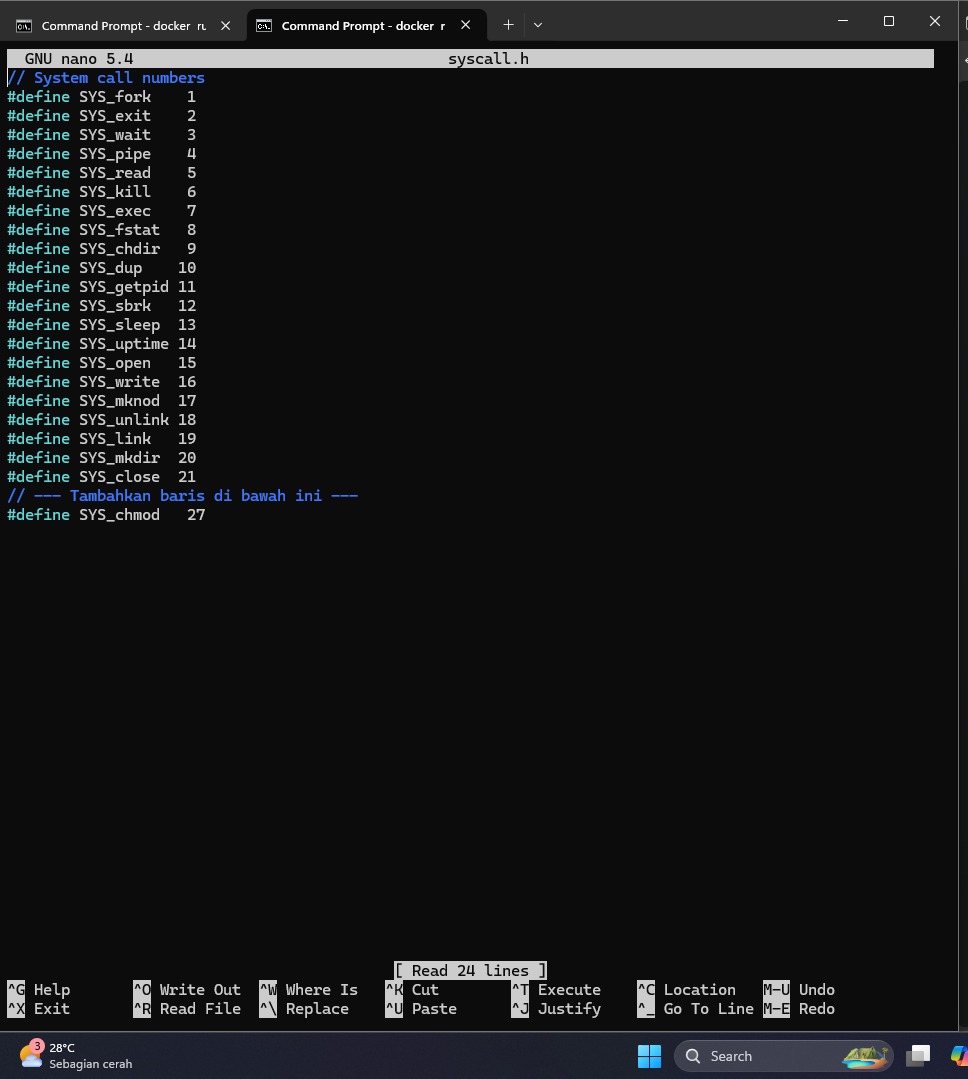 Command Prompt - docker ru
Command Prompt - docker r
GNU nano 5.4 syscall.h
// System call numbers
#define SYS_fork    1
#define SYS_exit    2
#define SYS_wait    3
#define SYS_pipe    4
#define SYS_read    5
#define SYS_kill    6
#define SYS_exec    7
#define SYS_fstat   8
#define SYS_chdir   9
#define SYS_dup    10
#define SYS_getpid 11
#define SYS_sbrk   12
#define SYS_sleep  13
#define SYS_uptime 14
#define SYS_open   15
#define SYS_write  16
#define SYS_mknod  17
#define SYS_unlink 18
#define SYS_link   19
#define SYS_mkdir  20
#define SYS_close  21
// --- Tambahkan baris di bawah ini ---
#define SYS_chmod   27
[ Read 24 lines ]
^G Help ^O Write Out ^W Where Is ^K Cut ^T Execute ^C Location M-U Undo
^X Exit ^R Read File ^\ Replace ^U Paste ^J Justify ^_ Go To Line M-E Redo
3
28°C
Sebagian cerah
Search